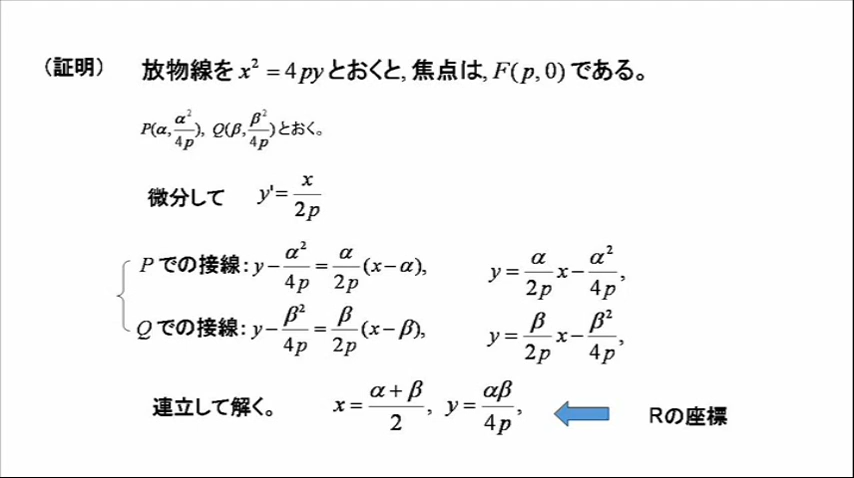 （証明） 放物線を x² = 4py とおくと, 焦点は, F(p, 0) である。
P(α, α²/4p), Q(β, β²/4p) とおく。
微分して y' = x/2p
P での接線: y − α²/4p = α/2p (x − α), y = α/2p x − α²/4p,
Q での接線: y − β²/4p = β/2p (x − β), y = β/2p x − β²/4p,
連立して解く。 x = α + β/2, y = αβ/4p, Rの座標